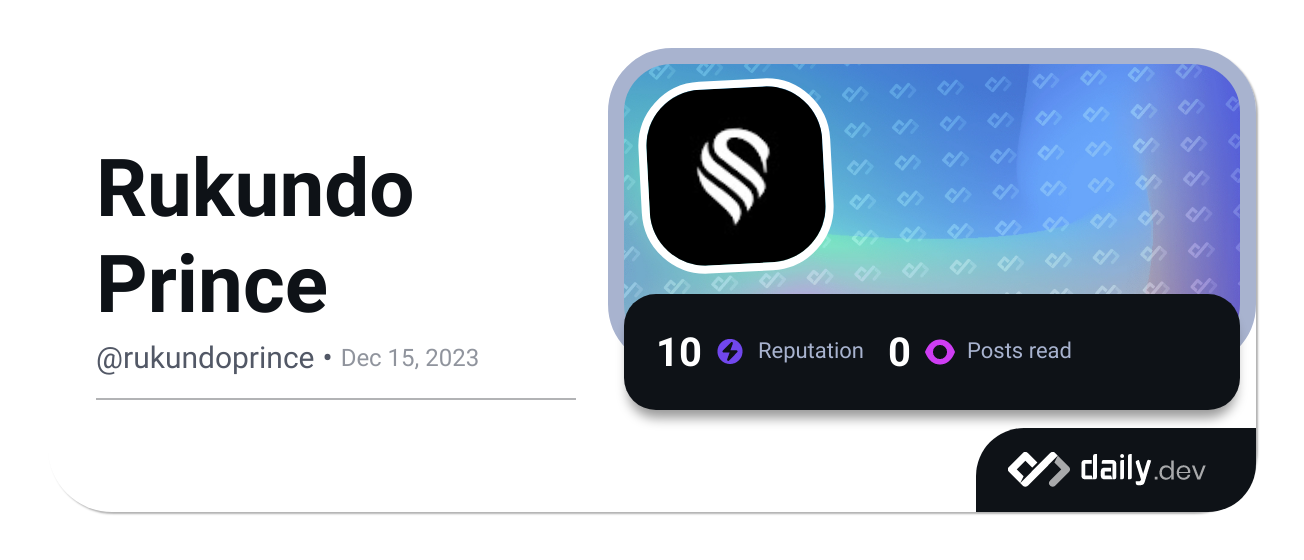 Rukundo
Prince
@rukundoprince • Dec 15, 2023
10 Reputation 0 Posts read
daily.dev